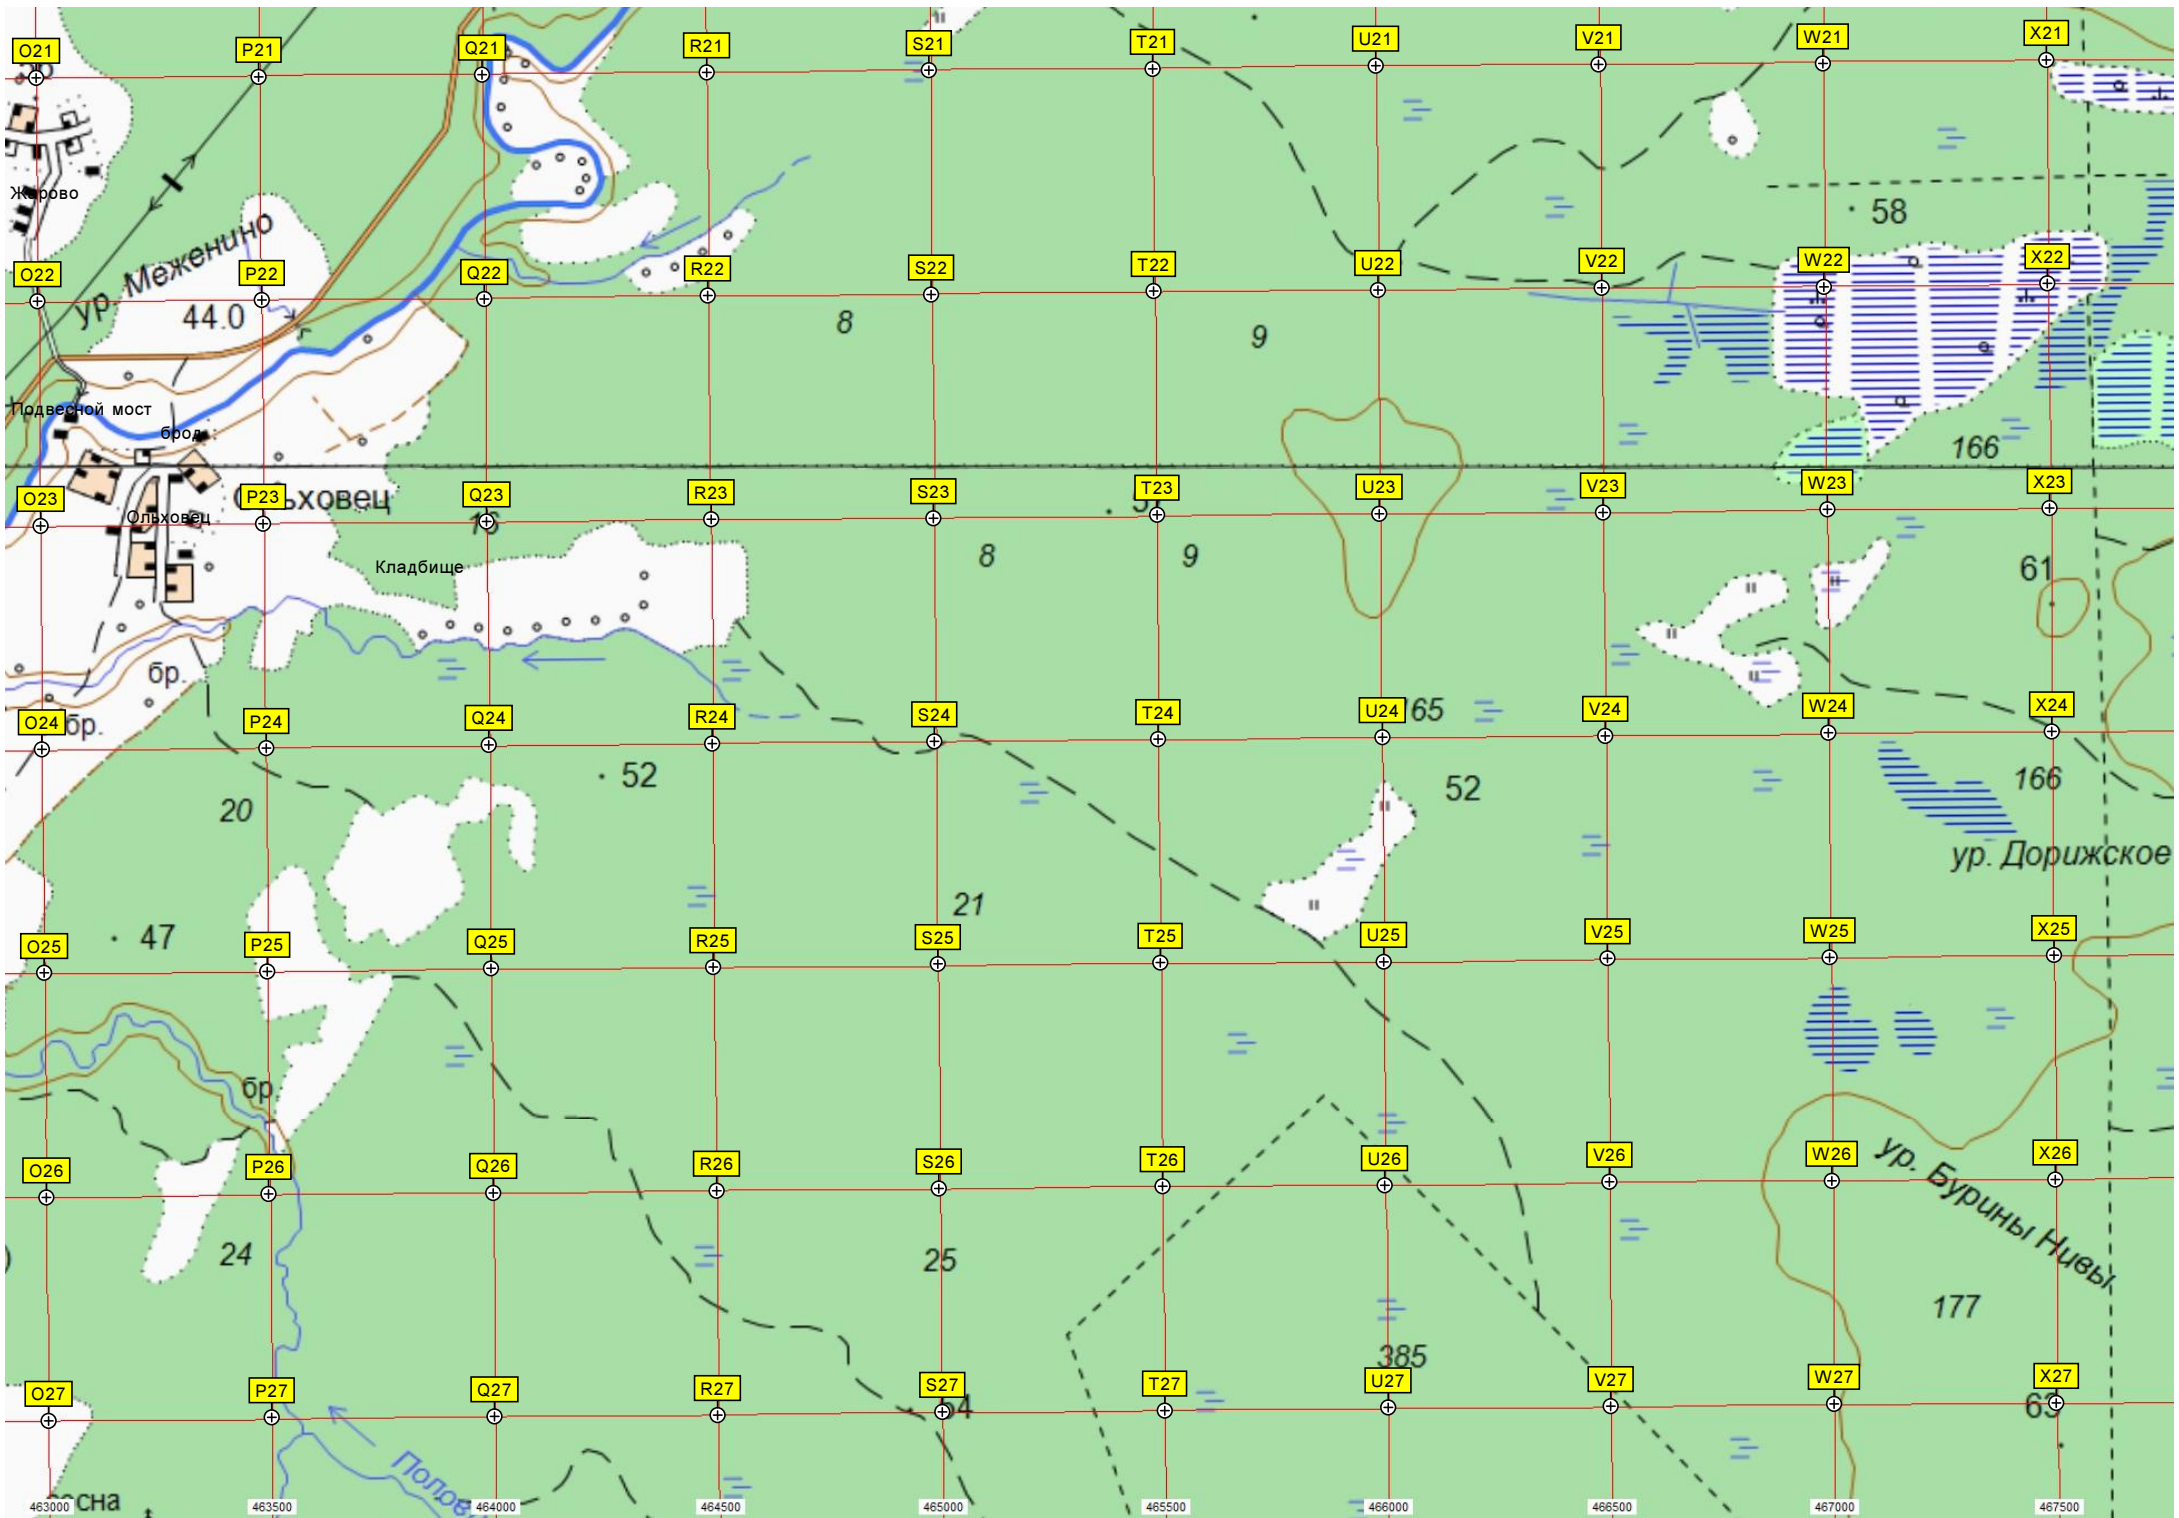 O21 P21 Q21 R21 S21 T21 U21 V21 W21 X21
Жарово
58
ур. Меженино
O22 P22 Q22 R22 S22 T22 U22 V22 W22 X22
44.0
8
9
Подвесной мост
брод
166
O23 P23 Q23 R23 S23 T23 U23 V23 W23 X23
Ольховец
16
Кладбище
8
9
61
бр.
O24 P24 Q24 R24 S24 T24 U24 V24 W24 X24
бр.
165
52
52
166
20
ур. Дорижское
21
47
O25 P25 Q25 R25 S25 T25 U25 V25 W25 X25
бр.
ур. Бурины Нивы
O26 P26 Q26 R26 S26 T26 U26 V26 W26 X26
24
25
177
385
O27 P27 Q27 R27 S27 T27 U27 V27 W27 X27
63
463000 463500 464000 464500 465000 465500 466000 466500 467000 467500